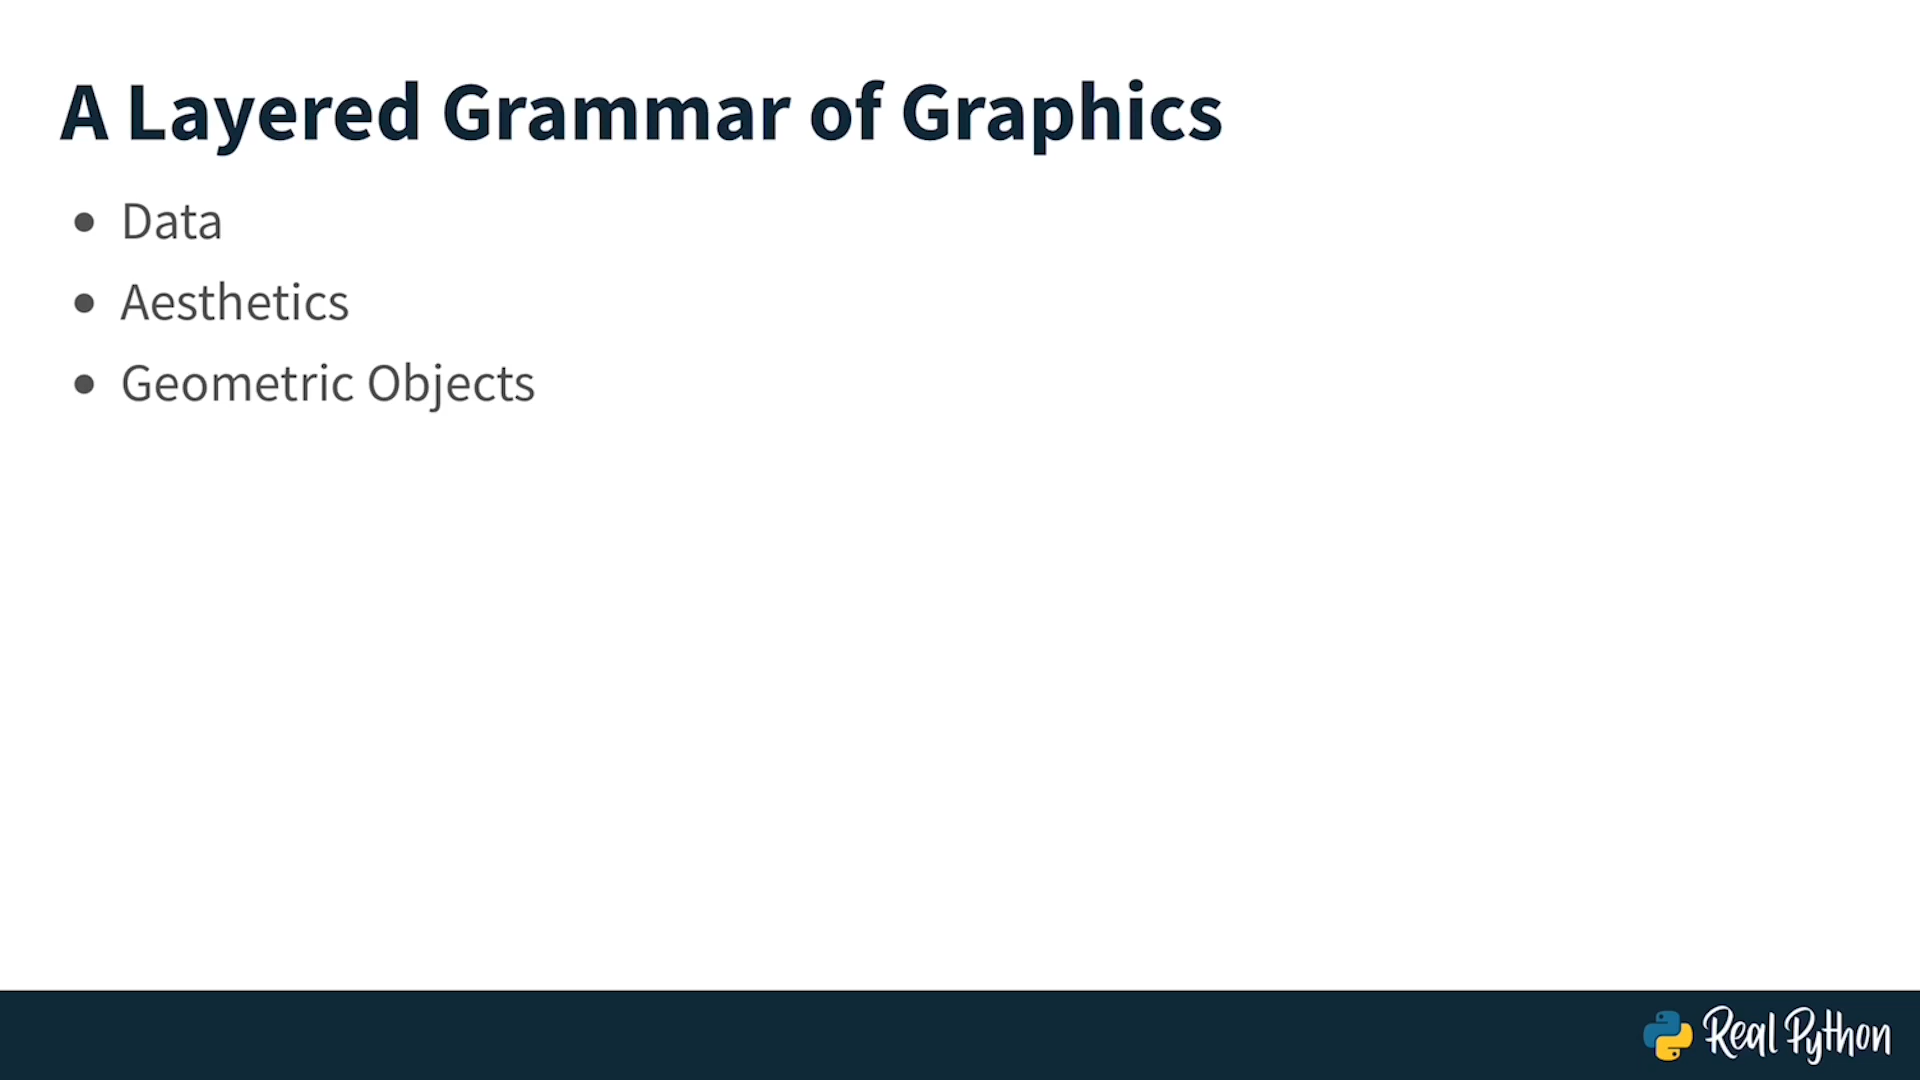 A Layered Grammar of Graphics
• Data
• Aesthetics
• Geometric Objects
Real Python